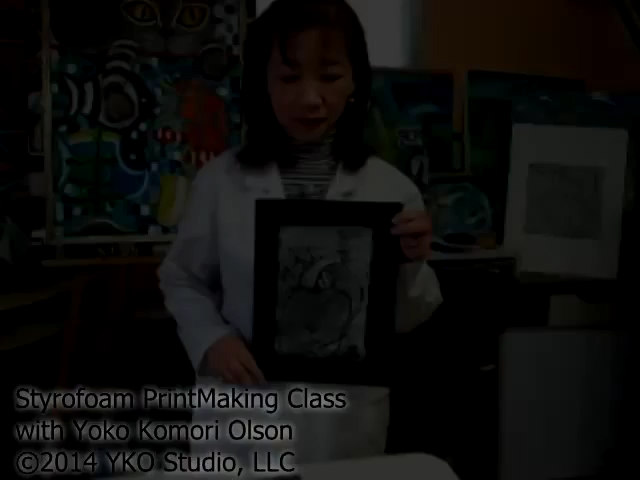 Styrofoam PrintMaking Class
with Yoko Komori Olson
©2014 YKO Studio, LLC